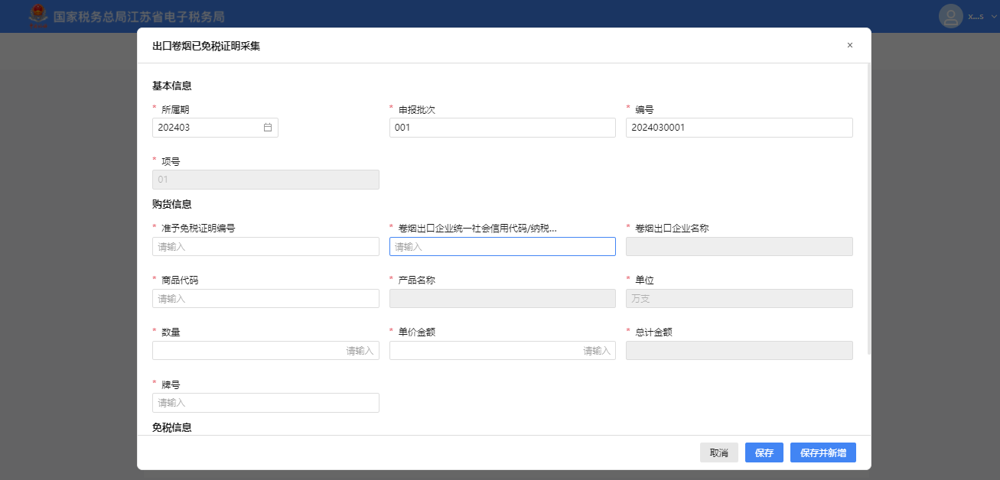 国家税务总局江苏省电子税务局
x...s
出口卷烟已免税证明采集
×
基本信息
* 所属期
* 申报批次
* 编号
202403
001
2024030001
* 项号
01
购货信息
* 准予免税证明编号
* 卷烟出口企业统一社会信用代码/纳税...
* 卷烟出口企业名称
请输入
请输入
* 商品代码
* 产品名称
* 单位
请输入
万支
* 数量
* 单价金额
* 总计金额
请输入
请输入
* 牌号
请输入
免税信息
取消
保存
保存并新增